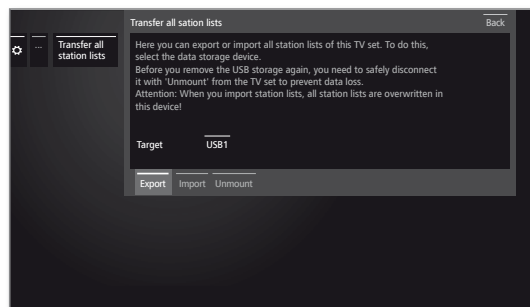 Transfer all sation lists
Back
...
Transfer all
station lists
Here you can export or import all station lists of this TV set. To do this,
select the data storage device.
Before you remove the USB storage again, you need to safely disconnect
it with 'Unmount' from the TV set to prevent data loss.
Attention: When you import station lists, all station lists are overwritten in
this device!
Target USB1
Export Import Unmount